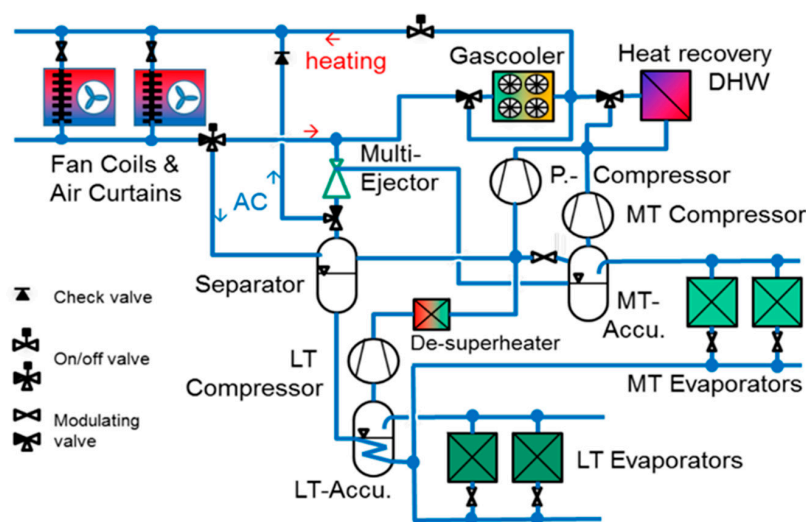 heating
Gascooler
Heat recovery
DHW
Fan Coils &
Air Curtains
Multi-
Ejector
P.- Compressor
AC
MT Compressor
Separator
MT-
Accu.
De-superheater
LT
Compressor
MT Evaporators
LT Evaporators
LT-Accu.
Check valve
On/off valve
Modulating
valve